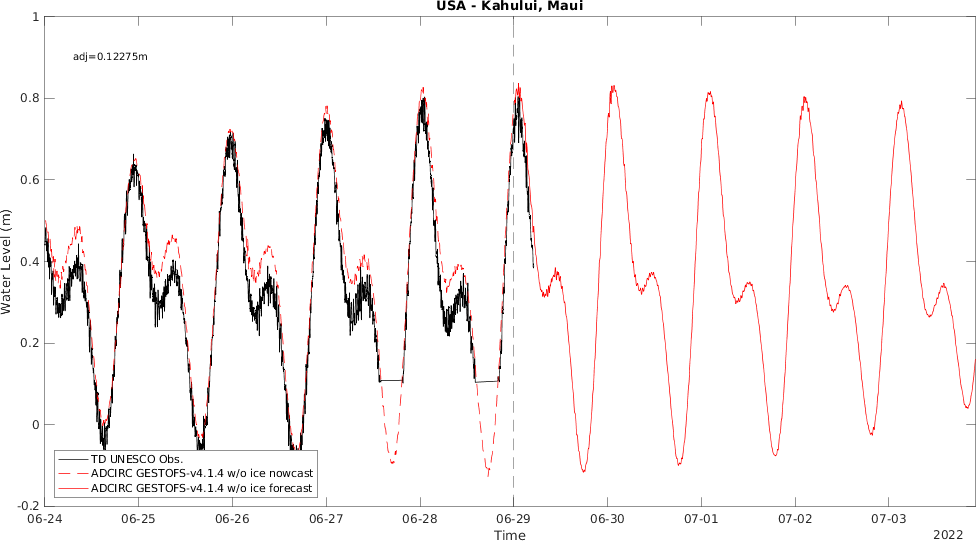 USA - Kahului, Maui
adj=0.12275m
1
0.8
0.6
0.4
0.2
0
-0.2
Water Level (m)
TD UNESCO Obs.
ADCIRC GESTOFS-v4.1.4 w/o ice nowcast
ADCIRC GESTOFS-v4.1.4 w/o ice forecast
06-24 06-25 06-26 06-27 06-28 06-29 06-30 07-01 07-02 07-03
Time
2022